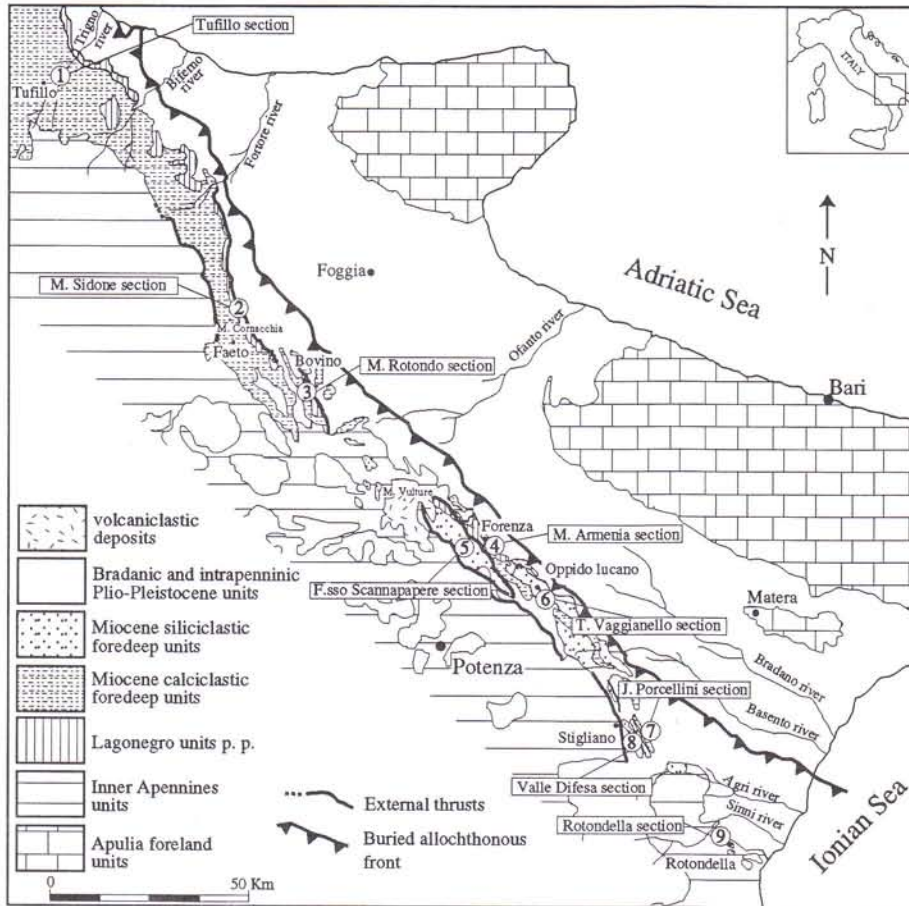 Tufillo section
Trigno river
Biferno river
1
Tufillo
Fortore river
ITALY
N
Foggia
Adriatic Sea
M. Sidone section
2
M. Cornacchia
Faeto
Bovino
Ofanto river
M. Rotondo section
3
Bari
M. Vulture
Forenza
5
4
M. Armenia section
Oppido lucano
F.sso Scannapapere section
6
Matera
T. Vaggianello section
Potenza
Bradano river
J. Porcellini section
Basento river
Stigliano
8
7
Valle Difesa section
Agri river
Sinni river
Rotondella section
9
Rotondella
Ionian Sea
volcaniclastic
deposits
Bradanic and intrapenninic
Plio-Pleistocene units
Miocene siliciclastic
foredeep units
Miocene calciclastic
foredeep units
Lagonegro units p. p.
Inner Apennines
units
External thrusts
Apulia foreland
units
Buried allochthonous
front
0 50 Km